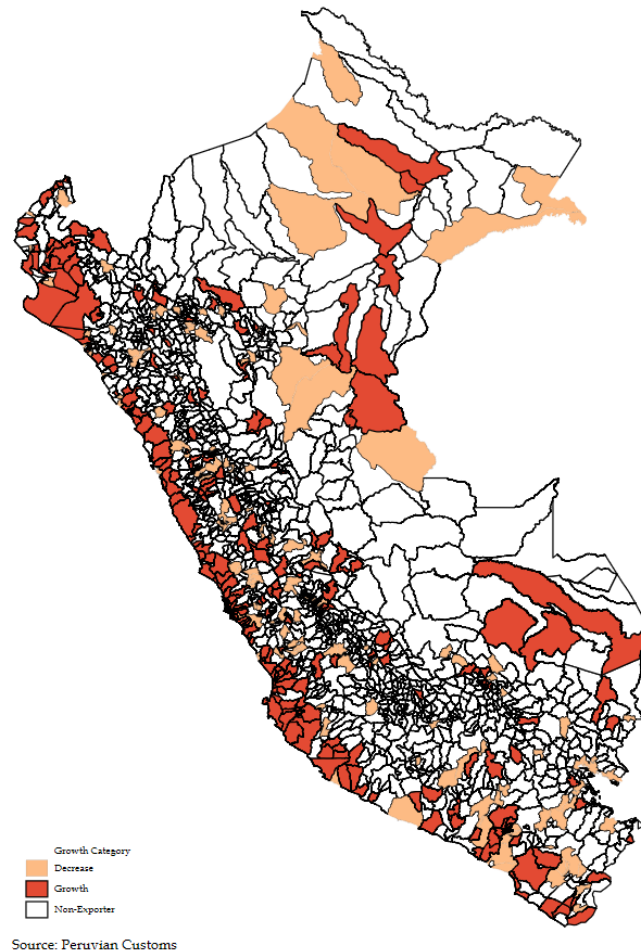 Growth Category
Decrease
Growth
Non-Exporter
Source: Peruvian Customs